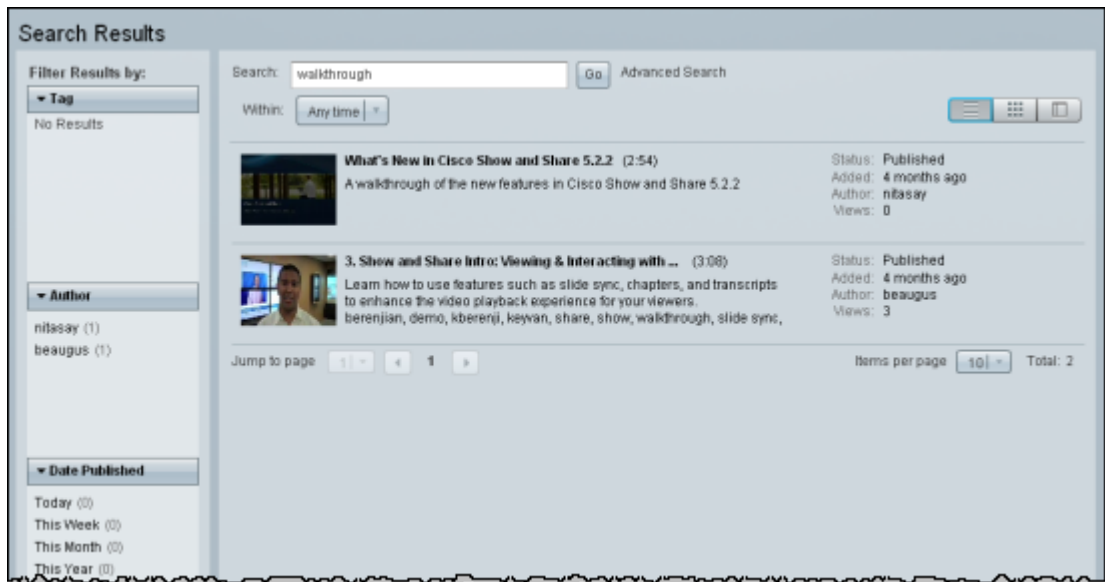 Search Results
Filter Results by:
Tag
No Results
Author
nitasay (1)
beaugus (1)
Date Published
Today (0)
This Week (0)
This Month (0)
This Year (0)
Search: walkthrough Go Advanced Search
Within: Any time
What's New in Cisco Show and Share 5.2.2 (2:54)
A walkthrough of the new features in Cisco Show and Share 5.2.2
Status: Published
Added: 4 months ago
Author: nitasay
Views: 0
3. Show and Share Intro: Viewing & Interacting with ... (3:08)
Learn how to use features such as slide sync, chapters, and transcripts
to enhance the video playback experience for your viewers.
berenjian, demo, kberenji, keyvan, share, show, walkthrough, slide sync,
Status: Published
Added: 4 months ago
Author: beaugus
Views: 3
Jump to page 1 1 Items per page 10 Total: 2